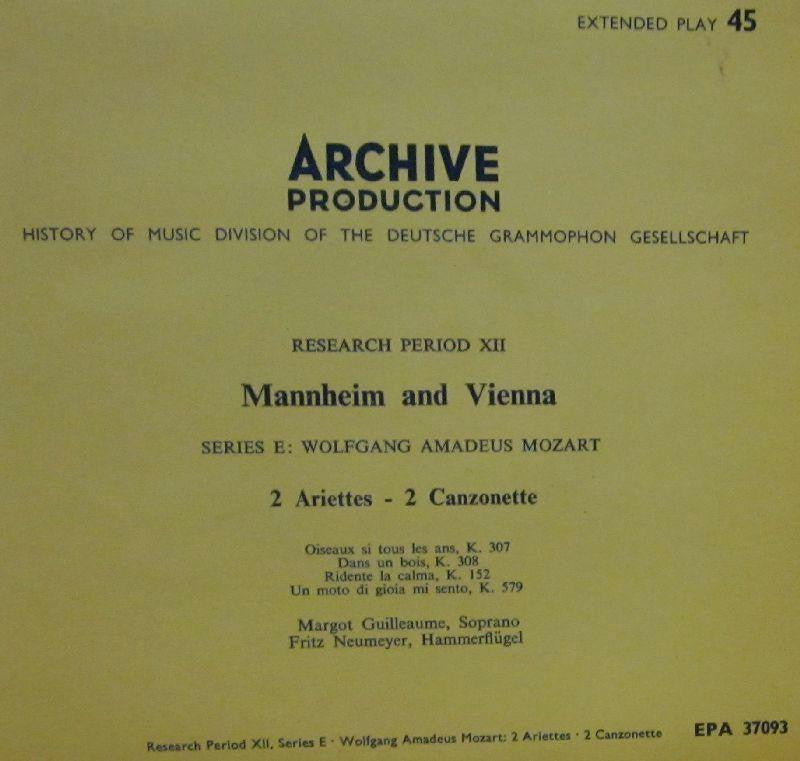 EXTENDED PLAY 45
ARCHIVE
PRODUCTION
HISTORY OF MUSIC DIVISION OF THE DEUTSCHE GRAMMOPHON GESELLSCHAFT
RESEARCH PERIOD XII
Mannheim and Vienna
SERIES E: WOLFGANG AMADEUS MOZART
2 Ariettes - 2 Canzonette
Oiseaux si tous les ans, K. 307
Dans un bois, K. 308
Ridente la calma, K. 152
Un moto di gioia mi sento, K. 579
Margot Guilleaume, Soprano
Fritz Neumeyer, Hammerflügel
EPA 37093
Research Period XII, Series E · Wolfgang Amadeus Mozart: 2 Ariettes · 2 Canzonette